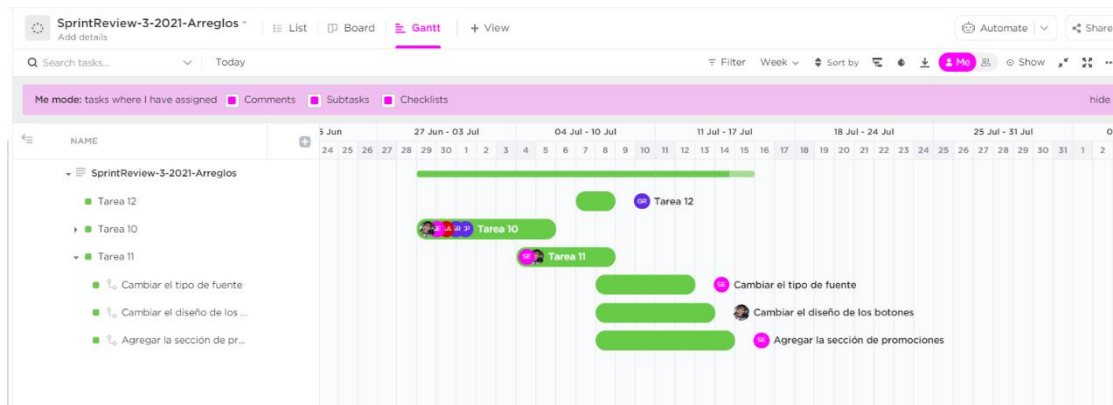 SprintReview-3-2021-Arreglos
Add details
List Board Gantt + View
Automate Share
Search tasks... Today
Filter Week Sort by Me Show
Me mode: tasks where I have assigned Comments Subtasks Checklists hide
NAME
Jun 27 Jun - 03 Jul 04 Jul - 10 Jul 11 Jul - 17 Jul 18 Jul - 24 Jul 25 Jul - 31 Jul 0
24 25 26 27 28 29 30 1 2 3 4 5 6 7 8 9 10 11 12 13 14 15 16 17 18 19 20 21 22 23 24 25 26 27 28 29 30 31 1 2
SprintReview-3-2021-Arreglos
Tarea 12 GR Tarea 12
Tarea 10 Tarea 10
Tarea 11 SE Tarea 11
Cambiar el tipo de fuente SE Cambiar el tipo de fuente
Cambiar el diseño de los ... Cambiar el diseño de los botones
Agregar la sección de pr... SE Agregar la sección de promociones